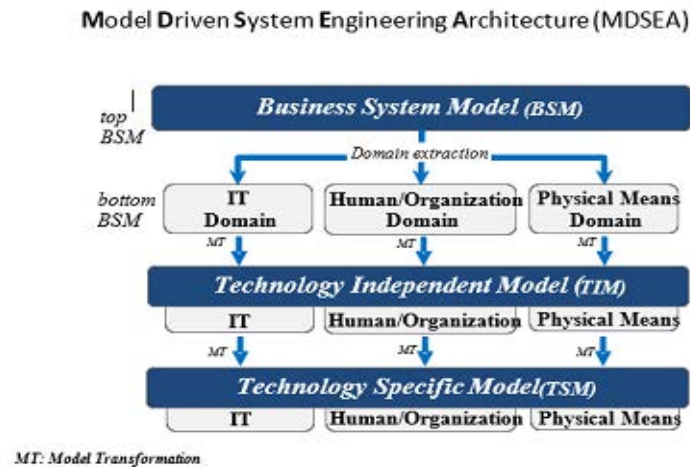 Model Driven System Engineering Architecture (MDSEA)
Business System Model (BSM)
top
BSM
Domain extraction
bottom
BSM
IT
Domain
Human/Organization
Domain
Physical Means
Domain
MT
MT
MT
Technology Independent Model (TIM)
IT
Human/Organization
Physical Means
MT
MT
MT
Technology Specific Model(TSM)
IT
Human/Organization
Physical Means
MT: Model Transformation